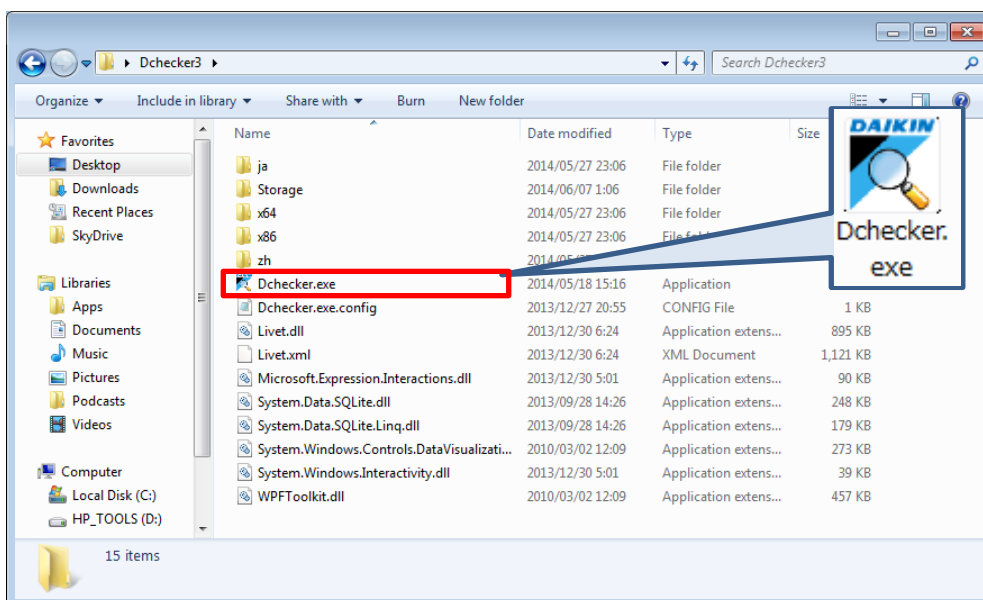 Dchecker3
Search Dchecker3
Organize Include in library Share with Burn New folder
Name Date modified Type Size
Favorites
Desktop
Downloads
Recent Places
SkyDrive
Libraries
Apps
Documents
Music
Pictures
Podcasts
Videos
Computer
Local Disk (C:)
HP_TOOLS (D:)
ja 2014/05/27 23:06 File folder
Storage 2014/06/07 1:06 File folder
x64 2014/05/27 23:06 File folder
x86 2014/05/27 23:06 File folder
zh
Dchecker.exe 2014/05/18 15:16 Application
Dchecker.exe.config 2013/12/27 20:55 CONFIG File 1 KB
Livet.dll 2013/12/30 6:24 Application extens... 895 KB
Livet.xml 2013/12/30 6:24 XML Document 1,121 KB
Microsoft.Expression.Interactions.dll 2013/12/30 5:01 Application extens... 90 KB
System.Data.SQLite.dll 2013/09/28 14:26 Application extens... 248 KB
System.Data.SQLite.Linq.dll 2013/09/28 14:26 Application extens... 179 KB
System.Windows.Controls.DataVisualizati... 2010/03/02 12:09 Application extens... 273 KB
System.Windows.Interactivity.dll 2013/12/30 5:01 Application extens... 39 KB
WPFToolkit.dll 2010/03/02 12:09 Application extens... 457 KB
DAIKIN
Dchecker.
exe
15 items